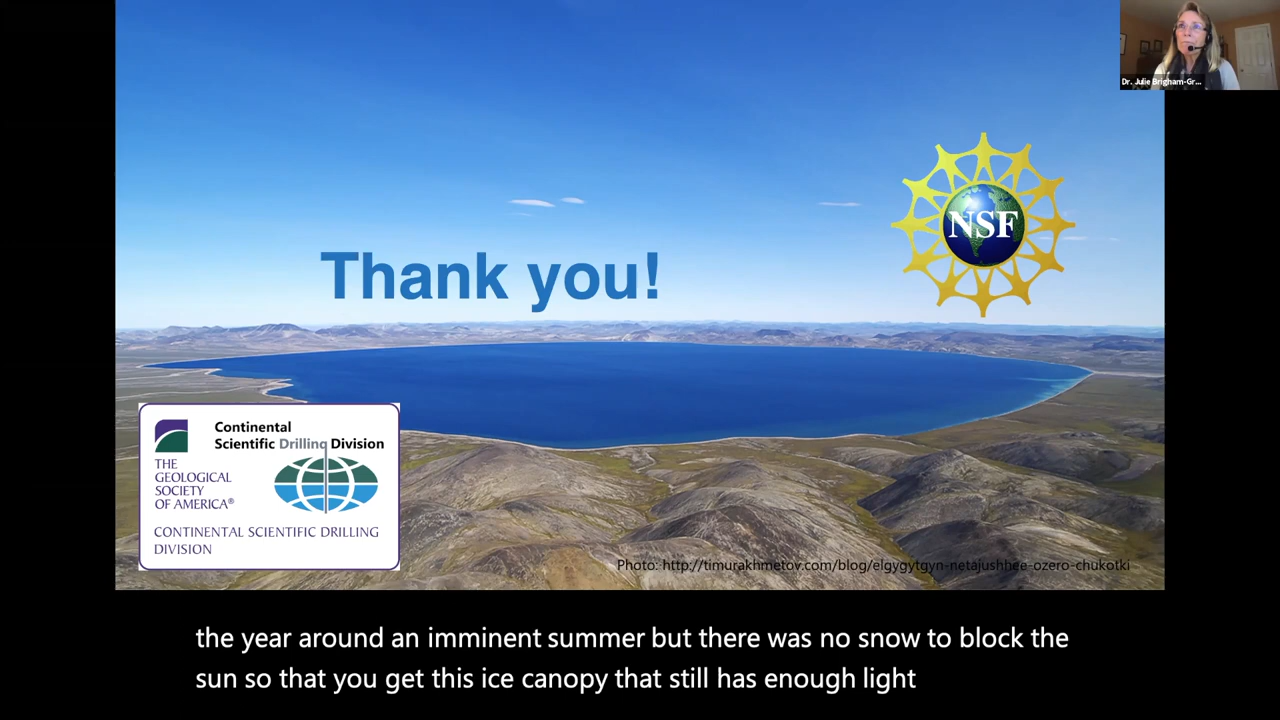 Dr. Julie Brigham-Gr...
Thank you!
NSF
Continental
Scientific Drilling Division
THE
GEOLOGICAL
SOCIETY
OF AMERICA®
CONTINENTAL SCIENTIFIC DRILLING
DIVISION
Photo: http://timurakhmetov.com/blog/elgygytgyn-netajushhee-ozero-chukotki
the year around an imminent summer but there was no snow to block the
sun so that you get this ice canopy that still has enough light